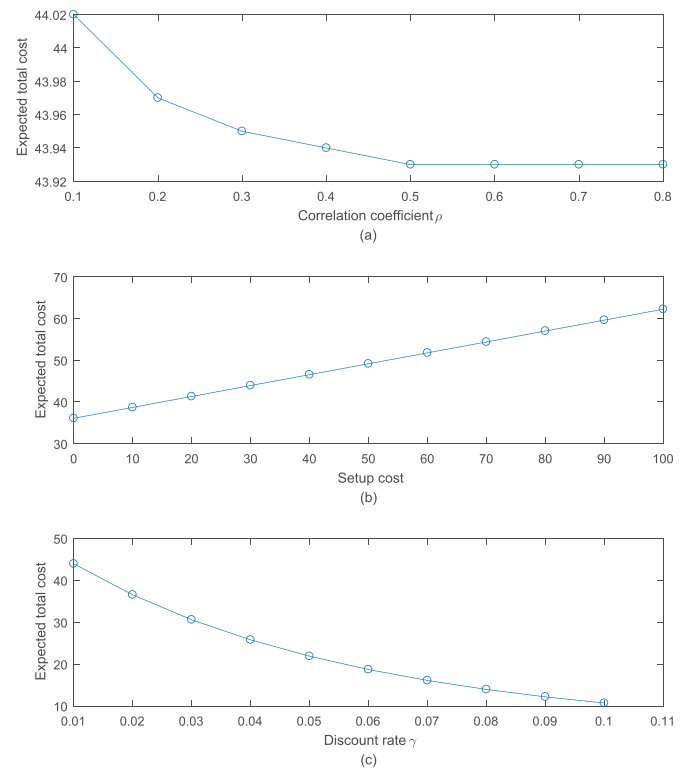 Expected total cost
44.02
44
43.98
43.96
43.94
43.92
0.1 0.2 0.3 0.4 0.5 0.6 0.7 0.8
Correlation coefficient ρ
(a)
Expected total cost
70
60
50
40
30
0 10 20 30 40 50 60 70 80 90 100
Setup cost
(b)
Expected total cost
50
40
30
20
10
0.01 0.02 0.03 0.04 0.05 0.06 0.07 0.08 0.09 0.1 0.11
Discount rate γ
(c)